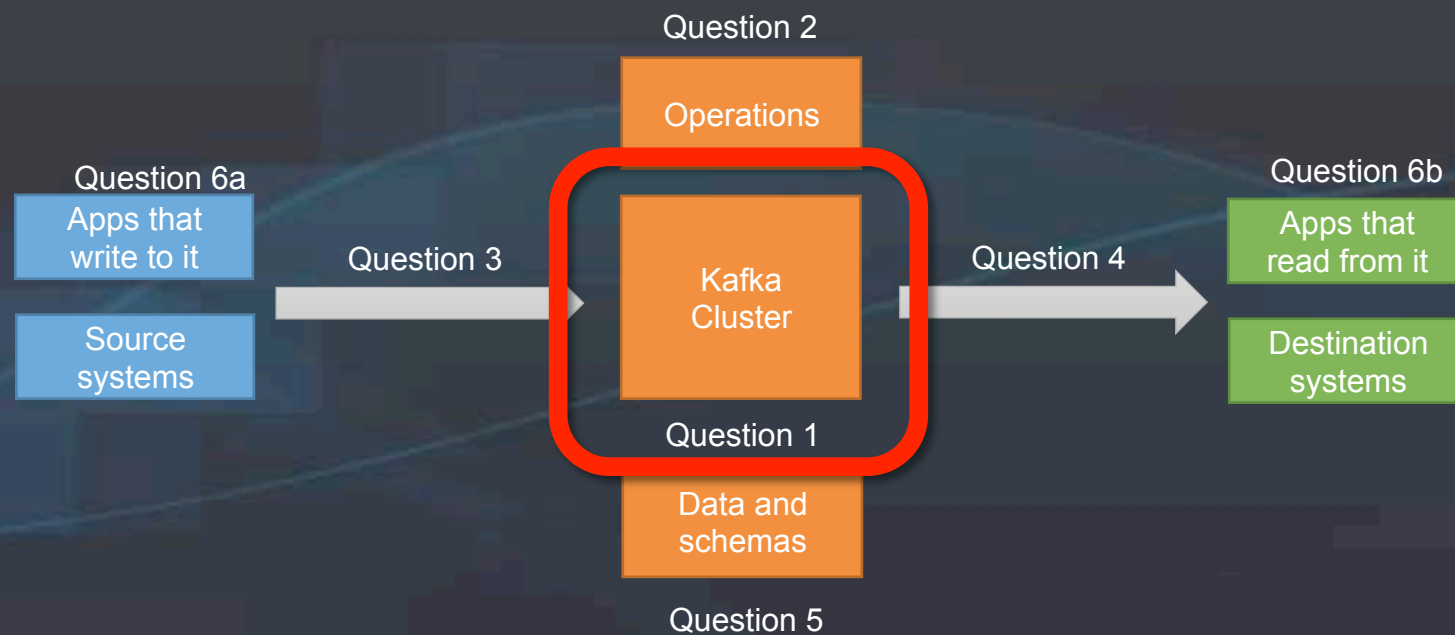 Question 2
Operations
Question 6a
Apps that
write to it
Source
systems
Question 3
Kafka
Cluster
Question 1
Data and
schemas
Question 5
Question 4
Question 6b
Apps that
read from it
Destination
systems